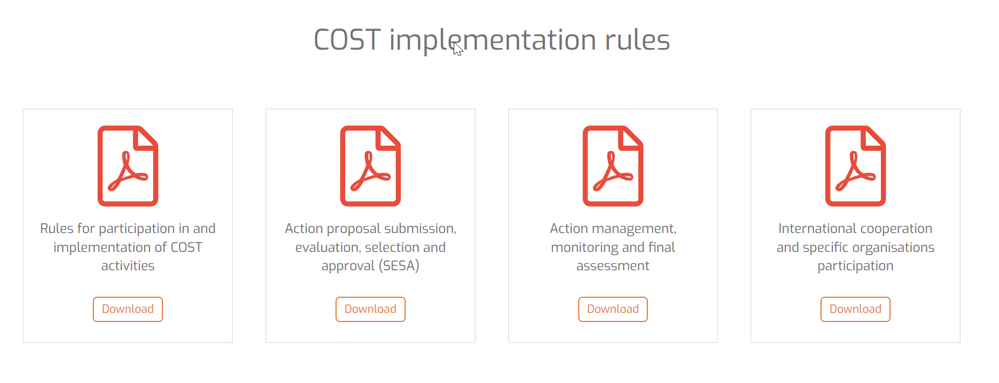 COST implementation rules
Rules for participation in and
implementation of COST
activities
Download
Action proposal submission,
evaluation, selection and
approval (SESA)
Download
Action management,
monitoring and final
assessment
Download
International cooperation
and specific organisations
participation
Download